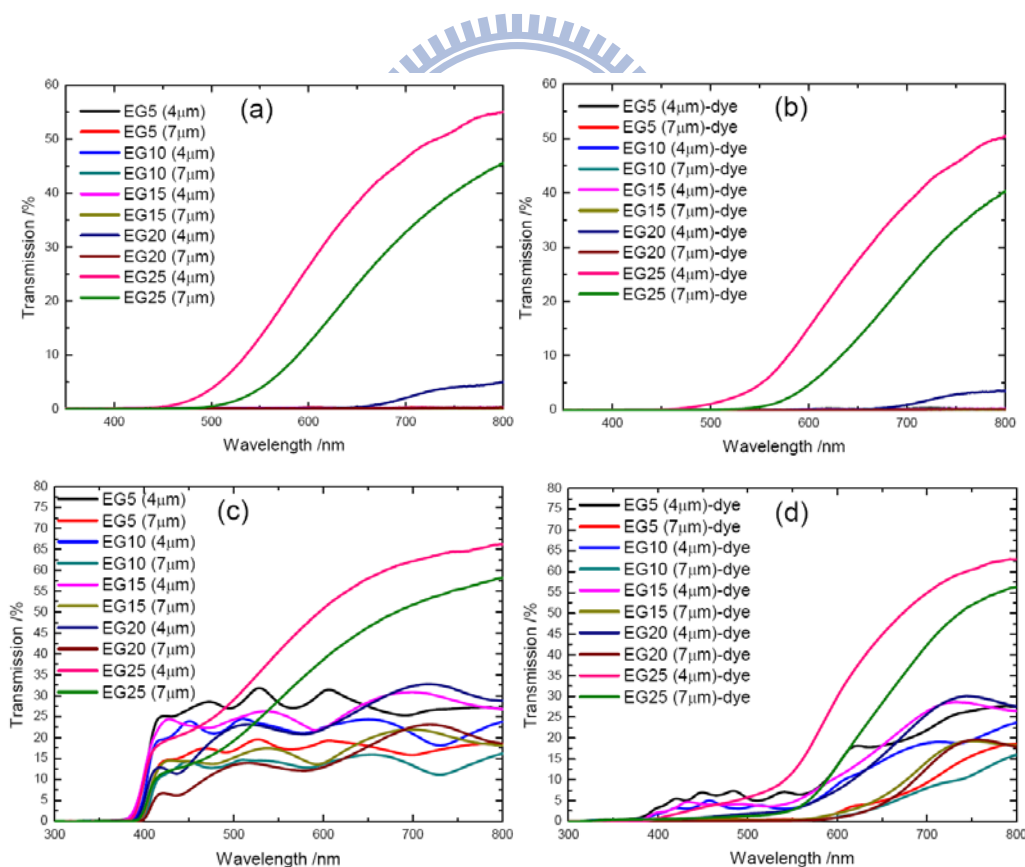 (a)
Transmission /%
60
50
40
30
20
10
0
EG5 (4μm)
EG5 (7μm)
EG10 (4μm)
EG10 (7μm)
EG15 (4μm)
EG15 (7μm)
EG20 (4μm)
EG20 (7μm)
EG25 (4μm)
EG25 (7μm)
400 500 600 700 800
Wavelength /nm
(b)
Transmission /%
60
50
40
30
20
10
0
EG5 (4μm)-dye
EG5 (7μm)-dye
EG10 (4μm)-dye
EG10 (7μm)-dye
EG15 (4μm)-dye
EG15 (7μm)-dye
EG20 (4μm)-dye
EG20 (7μm)-dye
EG25 (4μm)-dye
EG25 (7μm)-dye
400 500 600 700 800
Wavelength /nm
(c)
Transmission /%
80
75
70
65
60
55
50
45
40
35
30
25
20
15
10
5
0
EG5 (4μm)
EG5 (7μm)
EG10 (4μm)
EG10 (7μm)
EG15 (4μm)
EG15 (7μm)
EG20 (4μm)
EG20 (7μm)
EG25 (4μm)
EG25 (7μm)
300 400 500 600 700 800
Wavelength /nm
(d)
Transmission /%
80
75
70
65
60
55
50
45
40
35
30
25
20
15
10
5
0
EG5 (4μm)-dye
EG5 (7μm)-dye
EG10 (4μm)-dye
EG10 (7μm)-dye
EG15 (4μm)-dye
EG15 (7μm)-dye
EG20 (4μm)-dye
EG20 (7μm)-dye
EG25 (4μm)-dye
EG25 (7μm)-dye
300 400 500 600 700 800
Wavelength /nm